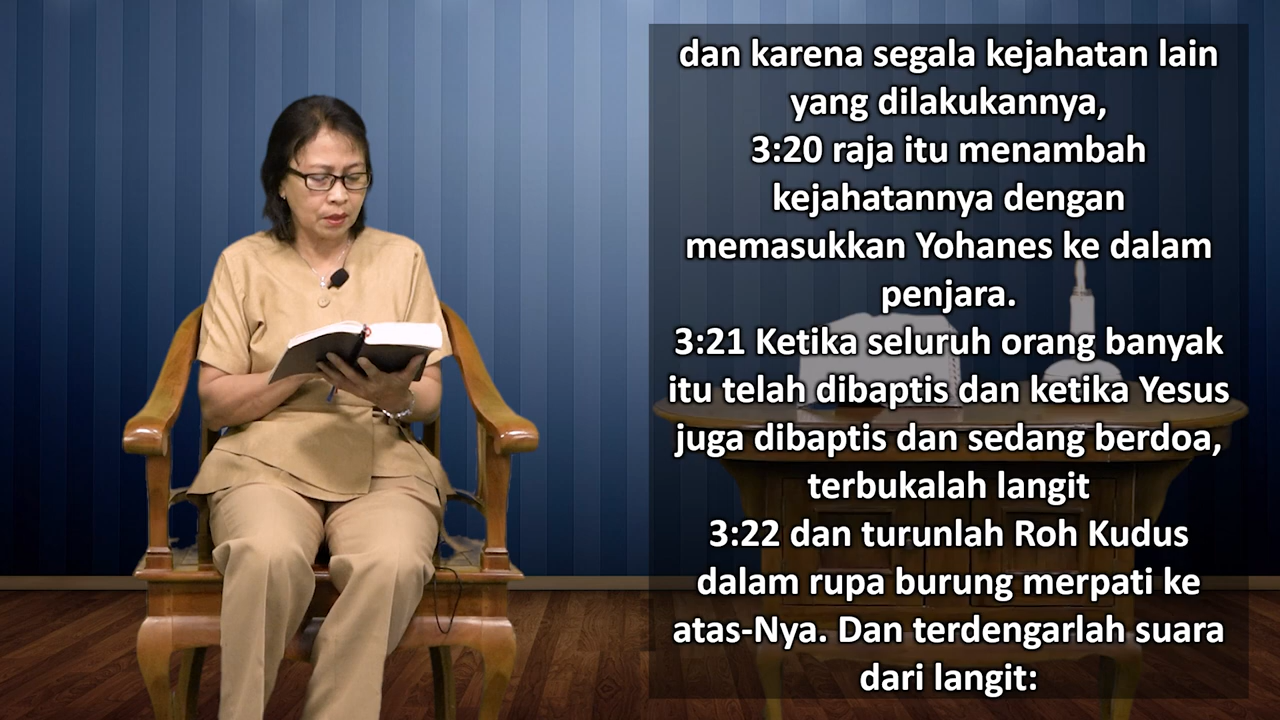 dan karena segala kejahatan lain
yang dilakukannya,
3:20 raja itu menambah
kejahatannya dengan
memasukkan Yohanes ke dalam
penjara.
3:21 Ketika seluruh orang banyak
itu telah dibaptis dan ketika Yesus
juga dibaptis dan sedang berdoa,
terbukalah langit
3:22 dan turunlah Roh Kudus
dalam rupa burung merpati ke
atas-Nya. Dan terdengarlah suara
dari langit: